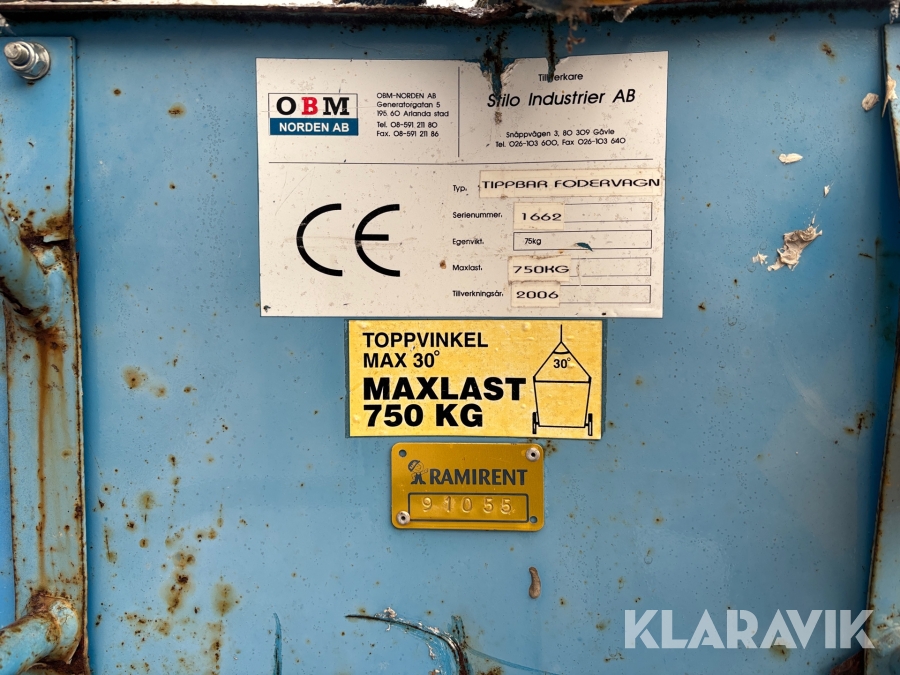 OBM
NORDEN AB
OBM-NORDEN AB
Generatorgatan 5
195 60 Arlanda stad
Tel. 08-591 211 80
Fax. 08-591 211 86
Tillverkare
Stilo Industrier AB
Snäppvägen 3, 80 309 Gävle
Tel. 026-103 600, Fax 026-103 640
CE
Typ. TIPPBAR FODERVAGN
Serienummer. 1662
Egenvikt. 75kg
Maxlast. 750KG
Tillverkningsår. 2006
TOPPVINKEL
MAX 30°
MAXLAST
750 KG
30°
RAMIRENT
91055
KLARAVIK